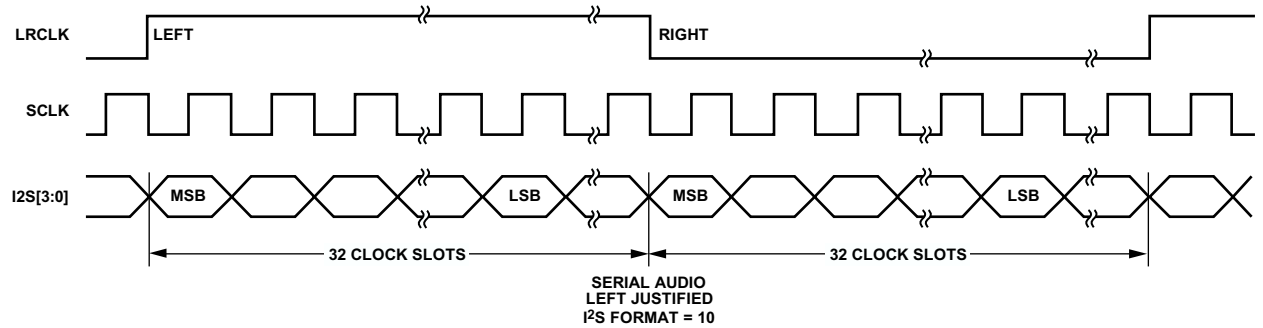 LRCLK
LEFT
RIGHT
SCLK
I2S[3:0]
MSB
LSB
MSB
LSB
32 CLOCK SLOTS
32 CLOCK SLOTS
SERIAL AUDIO
LEFT JUSTIFIED
I²S FORMAT = 10